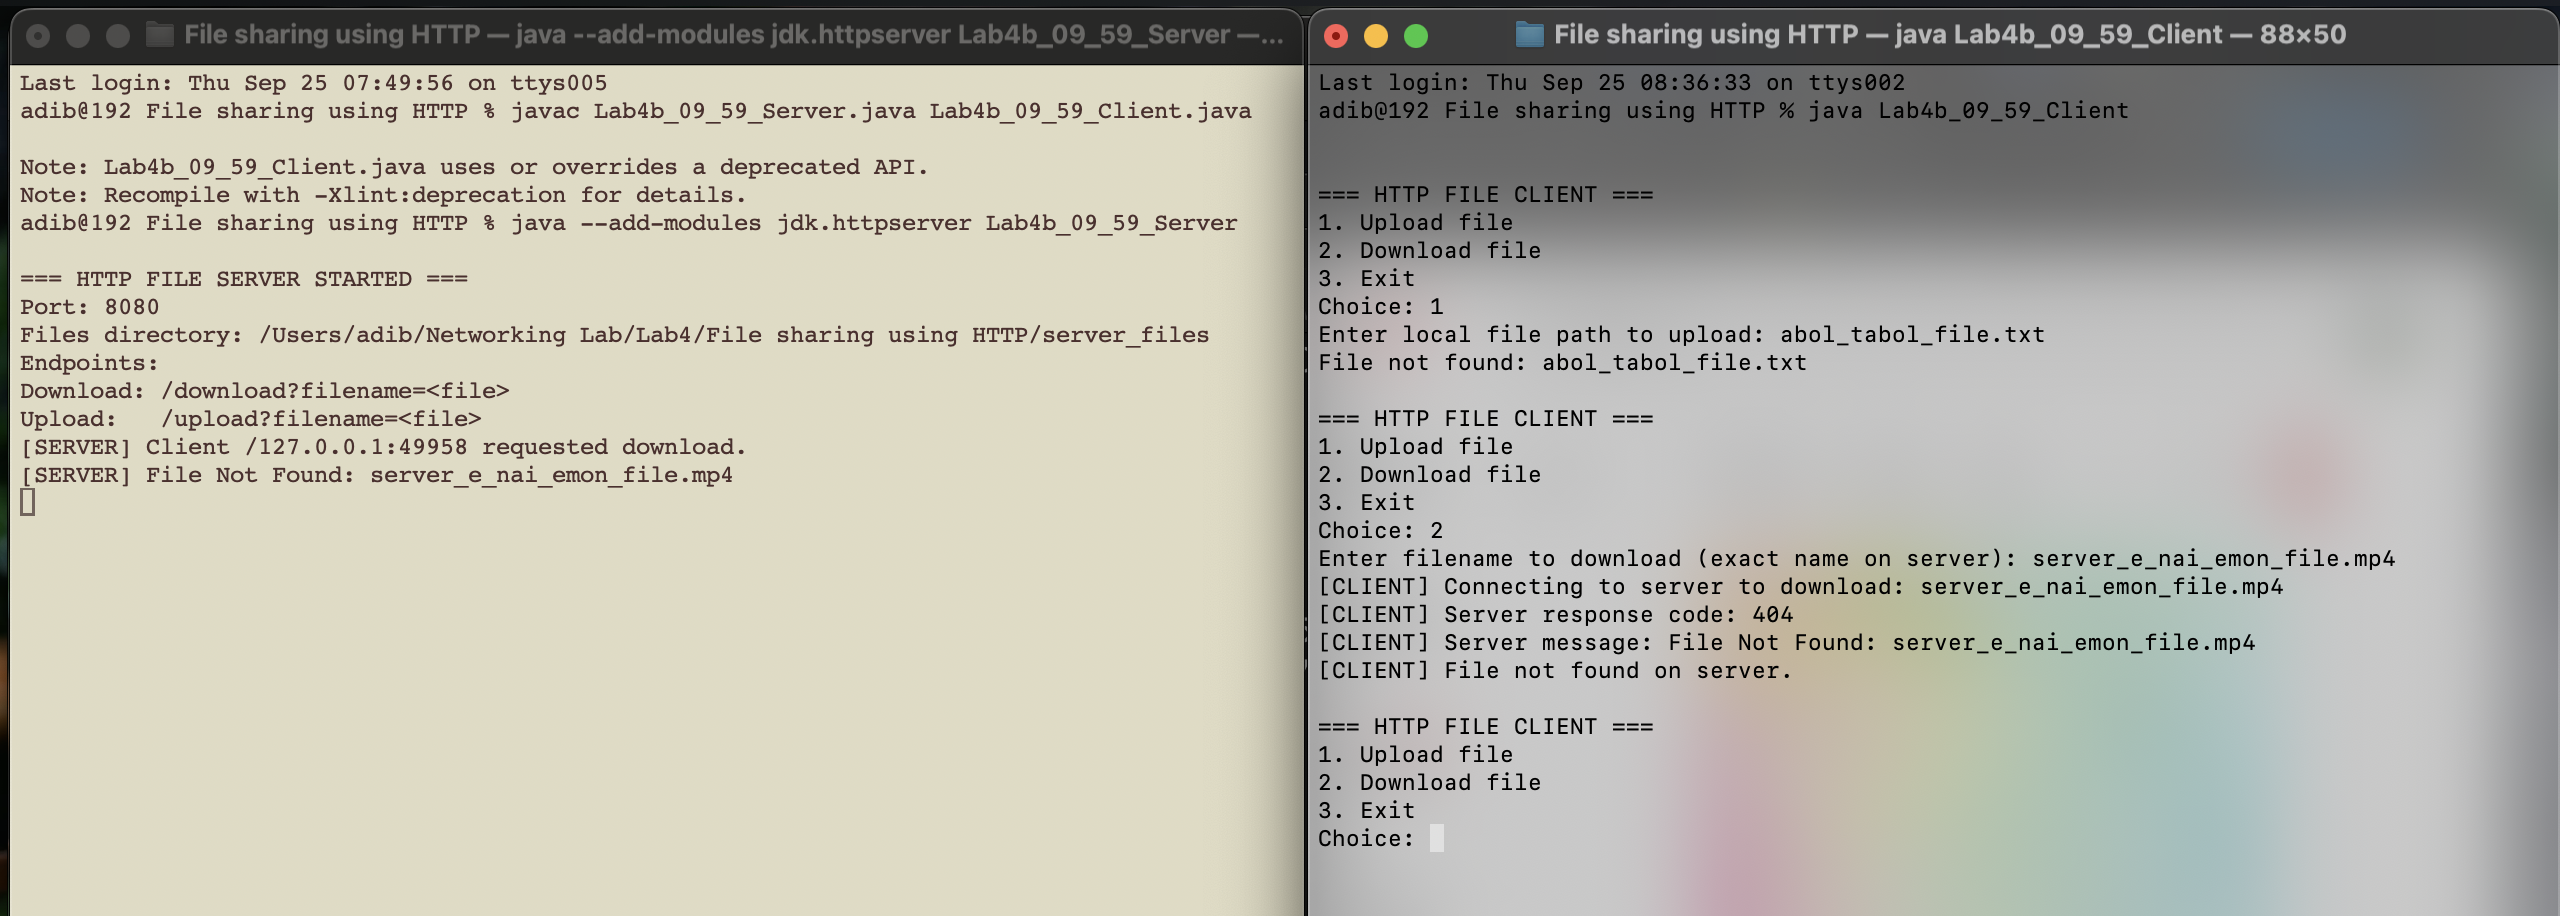 File sharing using HTTP — java --add-modules jdk.httpserver Lab4b_09_59_Server —...
Last login: Thu Sep 25 07:49:56 on ttys005
adib@192 File sharing using HTTP % javac Lab4b_09_59_Server.java Lab4b_09_59_Client.java
Note: Lab4b_09_59_Client.java uses or overrides a deprecated API.
Note: Recompile with -Xlint:deprecation for details.
adib@192 File sharing using HTTP % java --add-modules jdk.httpserver Lab4b_09_59_Server
=== HTTP FILE SERVER STARTED ===
Port: 8080
Files directory: /Users/adib/Networking Lab/Lab4/File sharing using HTTP/server_files
Endpoints:
Download: /download?filename=<file>
Upload:   /upload?filename=<file>
[SERVER] Client /127.0.0.1:49958 requested download.
[SERVER] File Not Found: server_e_nai_emon_file.mp4
File sharing using HTTP — java Lab4b_09_59_Client — 88×50
Last login: Thu Sep 25 08:36:33 on ttys002
adib@192 File sharing using HTTP % java Lab4b_09_59_Client
=== HTTP FILE CLIENT ===
1. Upload file
2. Download file
3. Exit
Choice: 1
Enter local file path to upload: abol_tabol_file.txt
File not found: abol_tabol_file.txt
=== HTTP FILE CLIENT ===
1. Upload file
2. Download file
3. Exit
Choice: 2
Enter filename to download (exact name on server): server_e_nai_emon_file.mp4
[CLIENT] Connecting to server to download: server_e_nai_emon_file.mp4
[CLIENT] Server response code: 404
[CLIENT] Server message: File Not Found: server_e_nai_emon_file.mp4
[CLIENT] File not found on server.
=== HTTP FILE CLIENT ===
1. Upload file
2. Download file
3. Exit
Choice: